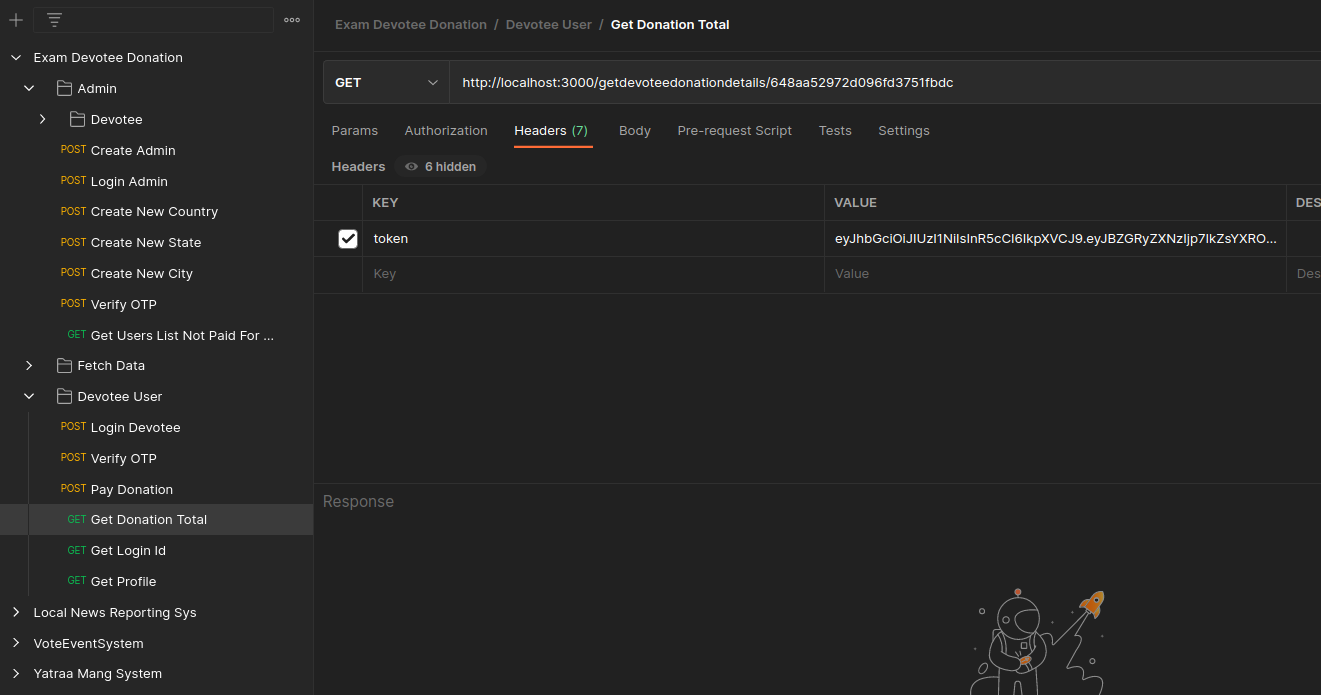 Exam Devotee Donation
Admin
Devotee
POST Create Admin
POST Login Admin
POST Create New Country
POST Create New State
POST Create New City
POST Verify OTP
GET Get Users List Not Paid For ...
Fetch Data
Devotee User
POST Login Devotee
POST Verify OTP
POST Pay Donation
GET Get Donation Total
GET Get Login Id
GET Get Profile
Local News Reporting Sys
VoteEventSystem
Yatraa Mang System
Exam Devotee Donation / Devotee User / Get Donation Total
GET http://localhost:3000/getdevoteedonationdetails/648aa52972d096fd3751fbdc
Params Authorization Headers (7) Body Pre-request Script Tests Settings
Headers 6 hidden
KEY VALUE DES
token eyJhbGciOiJIUzI1NiIsInR5cCI6IkpXVCJ9.eyJBZGRyZXNzIjp7IkZsYXRO...
Key Value Des
Response